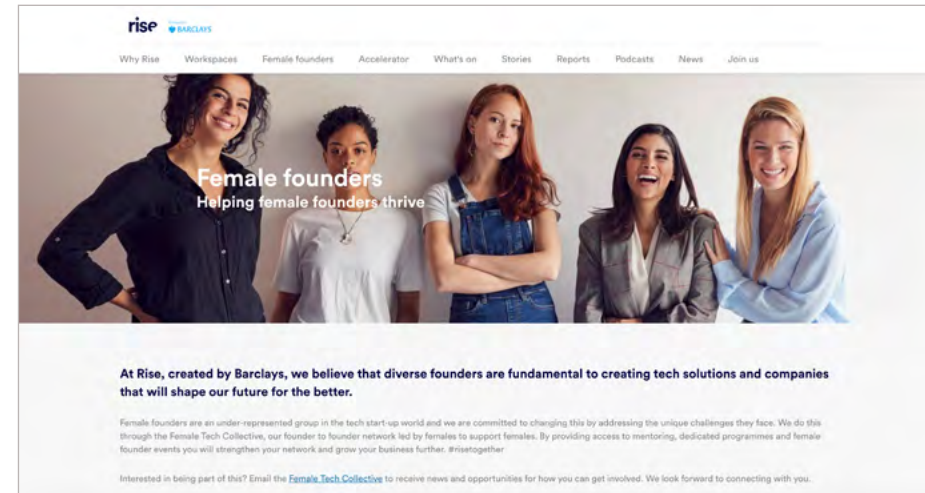 rise
BARCLAYS
Why Rise Workspaces Female founders Accelerator What's on Stories Reports Podcasts News Join us
Female founders
Helping female founders thrive
At Rise, created by Barclays, we believe that diverse founders are fundamental to creating tech solutions and companies
that will shape our future for the better.
Female founders are an under-represented group in the tech start-up world and we are committed to changing this by addressing the unique challenges they face. We do this
through the Female Tech Collective, our founder to founder network led by females to support females. By providing access to mentoring, dedicated programmes and female
founder events you will strengthen your network and grow your business further. #risetogether
Interested in being part of this? Email the Female Tech Collective to receive news and opportunities for how you can get involved. We look forward to connecting with you.